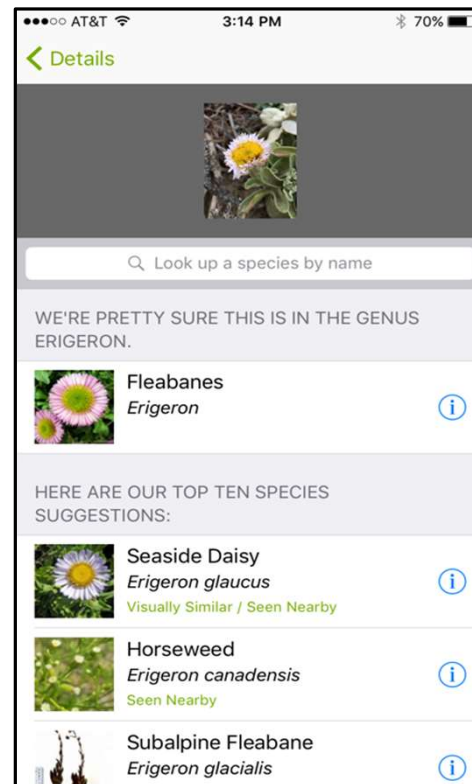 AT&T 3:14 PM 70%
Details
Look up a species by name
WE'RE PRETTY SURE THIS IS IN THE GENUS
ERIGERON.
Fleabanes
Erigeron
HERE ARE OUR TOP TEN SPECIES
SUGGESTIONS:
Seaside Daisy
Erigeron glaucus
Visually Similar / Seen Nearby
Horseweed
Erigeron canadensis
Seen Nearby
Subalpine Fleabane
Erigeron glacialis